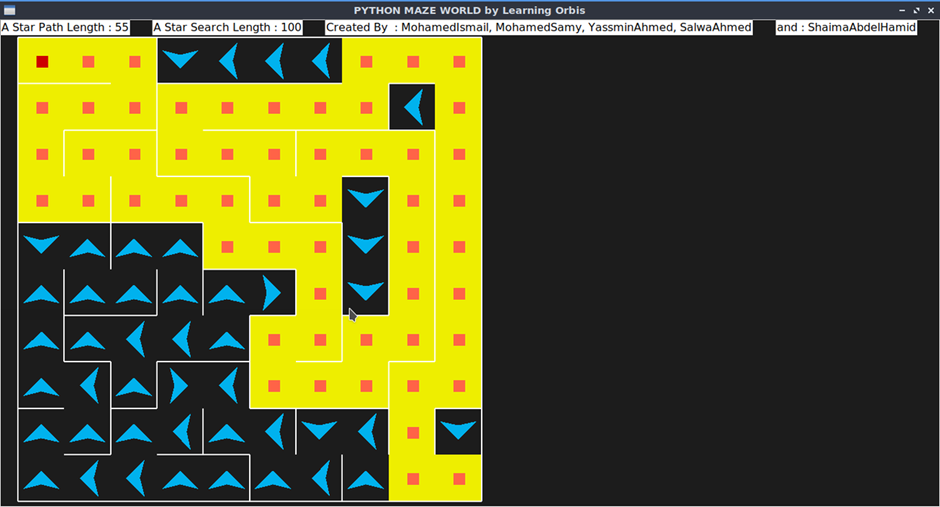 PYTHON MAZE WORLD by Learning Orbis
A Star Path Length : 55 A Star Search Length : 100 Created By : MohamedIsmail, MohamedSamy, YassminAhmed, SalwaAhmed and : ShaimaAbdelHamid